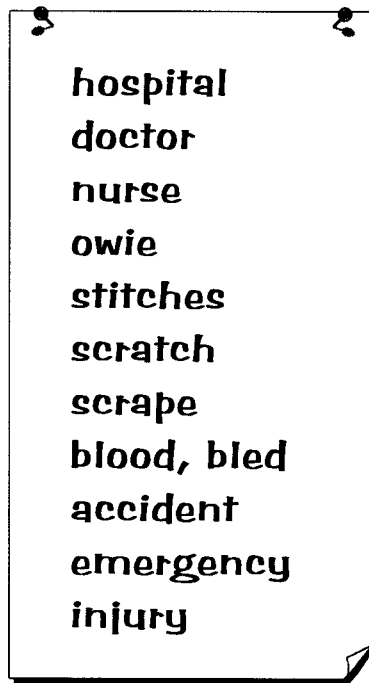 hospital
doctor
nurse
owie
stitches
scratch
scrape
blood, bled
accident
emergency
injury